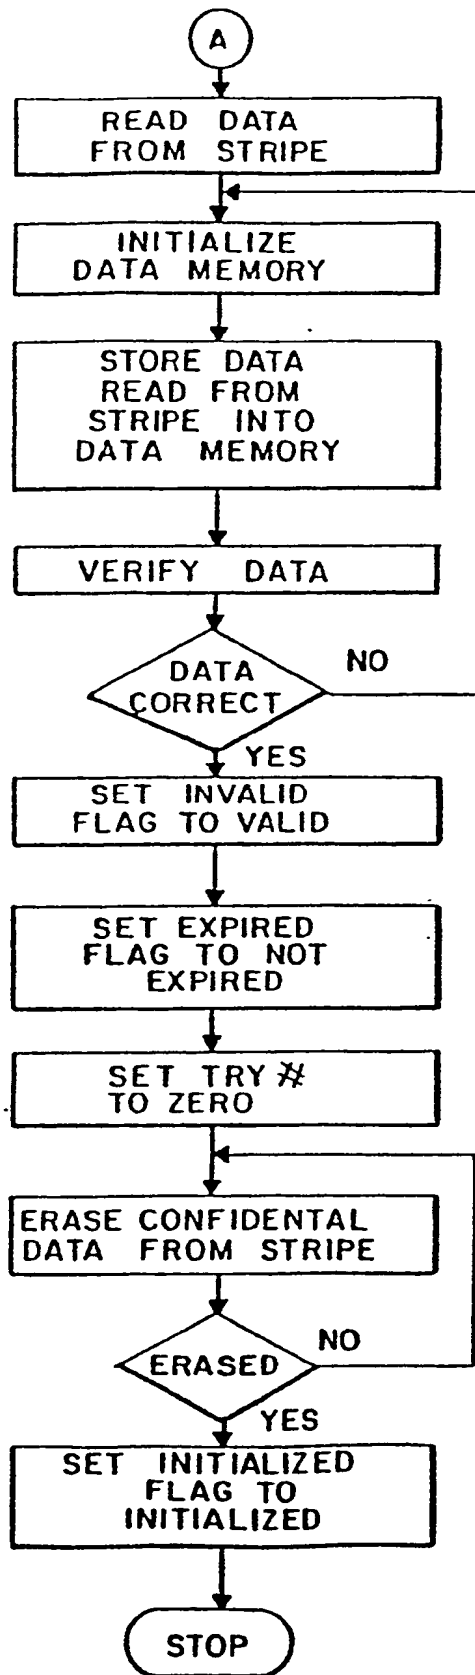 A
READ DATA
FROM STRIPE
INITIALIZE
DATA MEMORY
STORE DATA
READ FROM
STRIPE INTO
DATA MEMORY
VERIFY DATA
DATA
CORRECT
NO
YES
SET INVALID
FLAG TO VALID
SET EXPIRED
FLAG TO NOT
EXPIRED
SET TRY #
TO ZERO
ERASE CONFIDENTAL
DATA FROM STRIPE
ERASED
NO
YES
SET INITIALIZED
FLAG TO
INITIALIZED
STOP